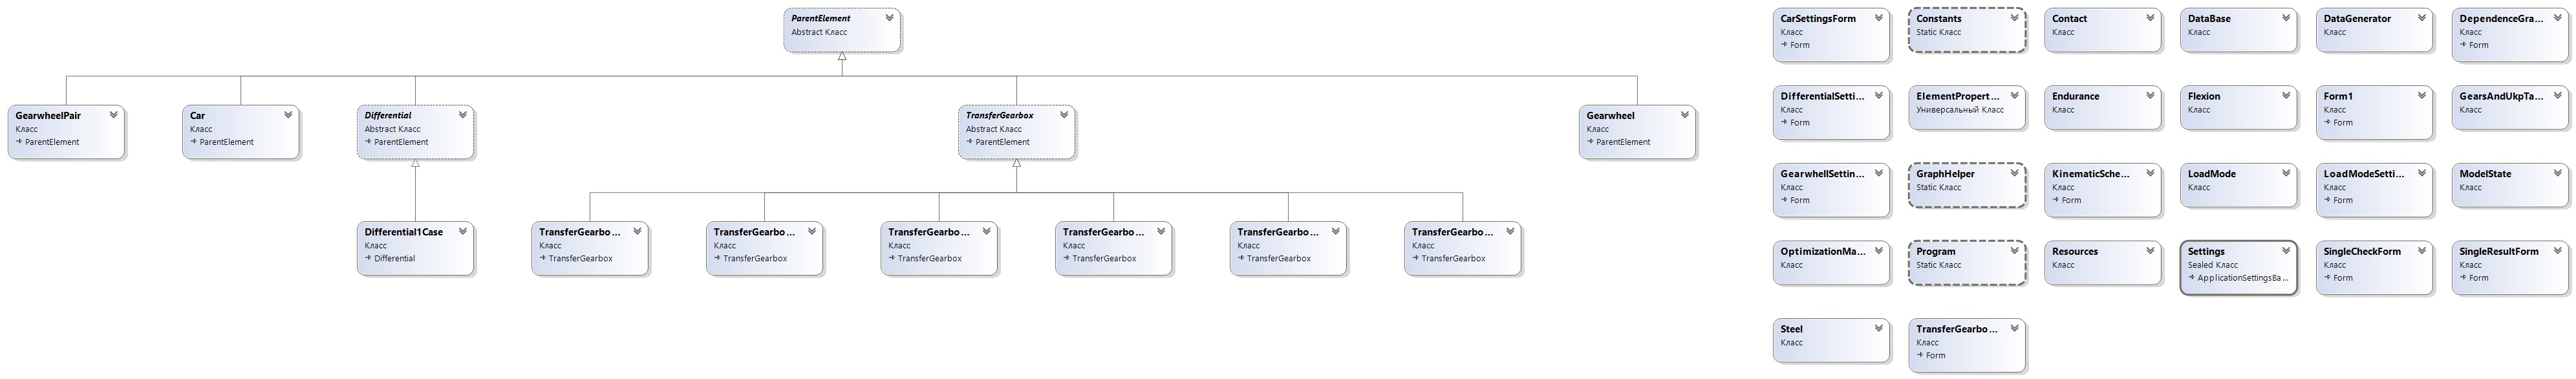 ParentElement
Abstract Класс
GearwheelPair
Класс
ParentElement
Car
Класс
ParentElement
Differential
Abstract Класс
ParentElement
TransferGearbox
Abstract Класс
ParentElement
Gearwheel
Класс
ParentElement
Differential1Case
Класс
Differential
TransferGearbo...
Класс
TransferGearbox
TransferGearbo...
Класс
TransferGearbox
TransferGearbo...
Класс
TransferGearbox
TransferGearbo...
Класс
TransferGearbox
TransferGearbo...
Класс
TransferGearbox
TransferGearbo...
Класс
TransferGearbox
CarSettingsForm
Класс
Form
Constants
Static Класс
Contact
Класс
DataBase
Класс
DataGenerator
Класс
DependenceGra...
Класс
Form
DifferentialSetti...
Класс
Form
ElementPropert...
Универсальный Класс
Endurance
Класс
Flexion
Класс
Form1
Класс
Form
GearsAndUkpTa...
Класс
GearwhellSettin...
Класс
Form
GraphHelper
Static Класс
KinematicSche...
Класс
Form
LoadMode
Класс
LoadModeSetti...
Класс
Form
ModelState
Класс
OptimizationMa...
Класс
Program
Static Класс
Resources
Класс
Settings
Sealed Класс
ApplicationSettingsBa...
SingleCheckForm
Класс
Form
SingleResultForm
Класс
Form
Steel
Класс
TransferGearbo...
Класс
Form